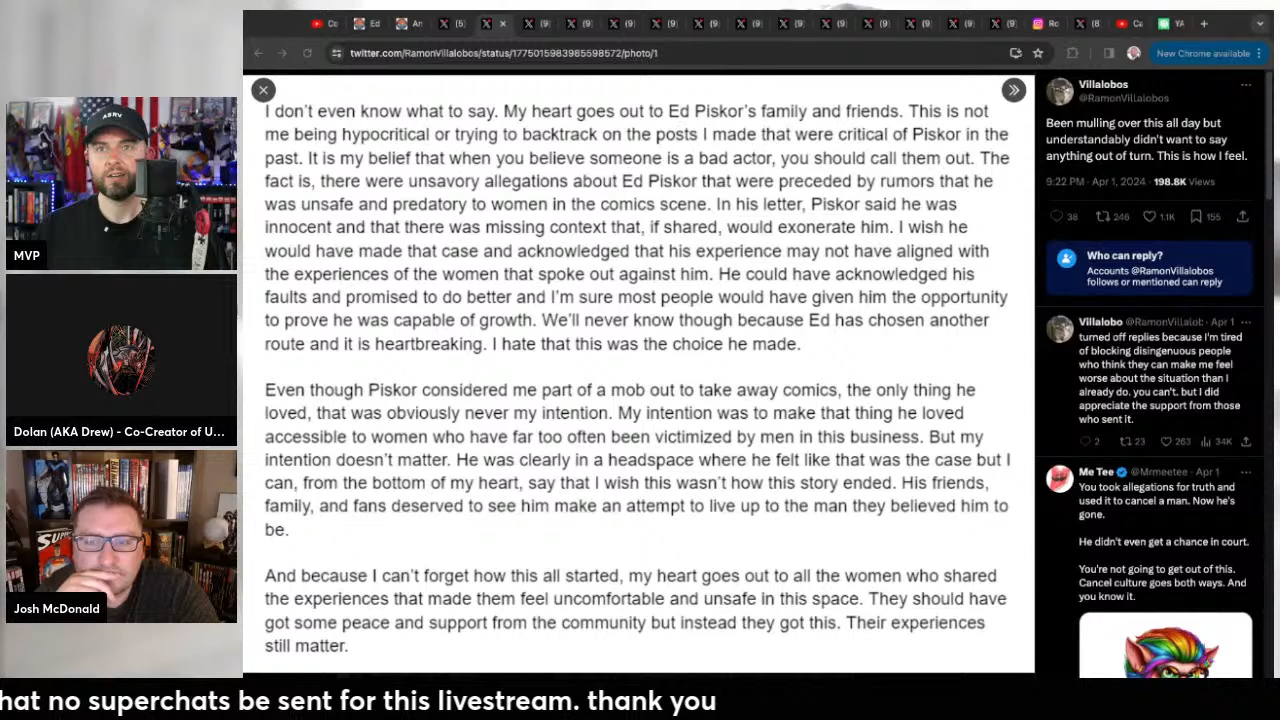 Ed
(5
(9
(9
(9
(9
(9
(9
(9
(9
(9
(9
(9
(9
Ro
(8
YA
twitter.com/RamonVillalobos/status/1775015983985598572/photo/1
New Chrome available
I don't even know what to say. My heart goes out to Ed Piskor's family and friends. This is not
me being hypocritical or trying to backtrack on the posts I made that were critical of Piskor in the
past. It is my belief that when you believe someone is a bad actor, you should call them out. The
fact is, there were unsavory allegations about Ed Piskor that were preceded by rumors that he
was unsafe and predatory to women in the comics scene. In his letter, Piskor said he was
innocent and that there was missing context that, if shared, would exonerate him. I wish he
would have made that case and acknowledged that his experience may not have aligned with
the experiences of the women that spoke out against him. He could have acknowledged his
faults and promised to do better and I'm sure most people would have given him the opportunity
to prove he was capable of growth. We'll never know though because Ed has chosen another
route and it is heartbreaking. I hate that this was the choice he made.
Even though Piskor considered me part of a mob out to take away comics, the only thing he
loved, that was obviously never my intention. My intention was to make that thing he loved
accessible to women who have far too often been victimized by men in this business. But my
intention doesn't matter. He was clearly in a headspace where he felt like that was the case but I
can, from the bottom of my heart, say that I wish this wasn't how this story ended. His friends,
family, and fans deserved to see him make an attempt to live up to the man they believed him to
be.
And because I can't forget how this all started, my heart goes out to all the women who shared
the experiences that made them feel uncomfortable and unsafe in this space. They should have
got some peace and support from the community but instead they got this. Their experiences
still matter.
Villalobos
@RamonVillalobos
Been mulling over this all day but
understandably didn't want to say
anything out of turn. This is how I feel.
9:22 PM · Apr 1, 2024 · 198.8K Views
38 246 1.1K 155
Who can reply?
Accounts @RamonVillalobos
follows or mentioned can reply
Villalobo @RamonVillalob · Apr 1
turned off replies because I'm tired
of blocking disingenuous people
who think they can make me feel
worse about the situation than I
already do. you can't. but I did
appreciate the support from those
who sent it.
2 23 263 34K
Me Tee @Mrmeetee · Apr 1
You took allegations for truth and
used it to cancel a man. Now he's
gone.
He didn't even get a chance in court.
You're not going to get out of this.
Cancel culture goes both ways. And
you know it.
ASRV
MVP
Dolan (AKA Drew) - Co-Creator of U...
SUP
Josh McDonald
hat no superchats be sent for this livestream. thank you